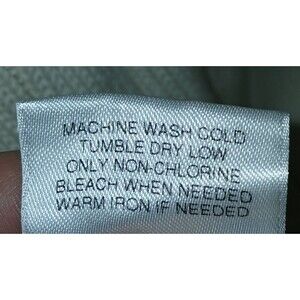 MACHINE WASH COLD
TUMBLE DRY LOW
ONLY NON-CHLORINE
BLEACH WHEN NEEDED
WARM IRON IF NEEDED